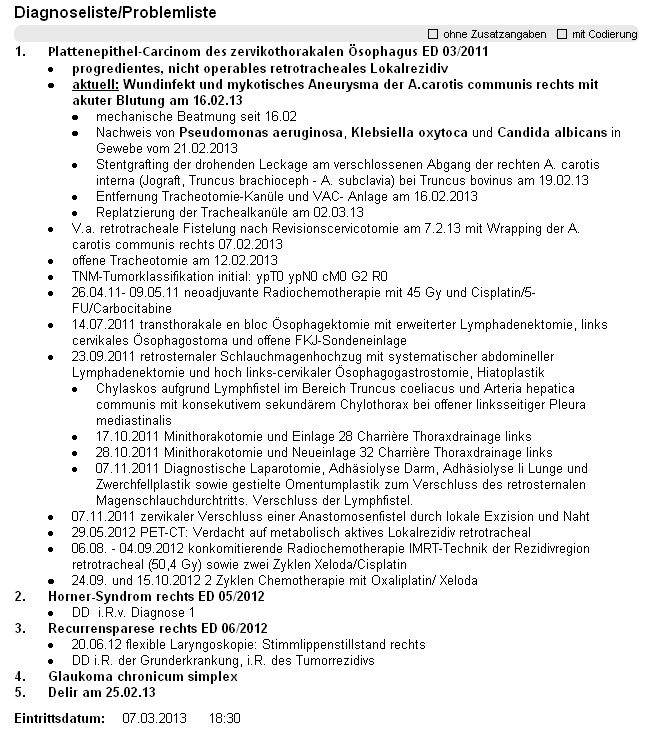 Diagnoseliste/Problemliste
ohne Zusatzangaben mit Codierung
1. Plattenepithel-Carcinom des zervikothorakalen Ösophagus ED 03/2011
• progredientes, nicht operables retrotracheales Lokalrezidiv
• aktuell: Wundinfekt und mykotisches Aneurysma der A.carotis communis rechts mit
akuter Blutung am 16.02.13
• mechanische Beatmung seit 16.02
• Nachweis von Pseudomonas aeruginosa, Klebsiella oxytoca und Candida albicans in
Gewebe vom 21.02.2013
• Stentgrafting der drohenden Leckage am verschlossenen Abgang der rechten A. carotis
interna (Jograft, Truncus brachioceph - A. subclavia) bei Truncus bovinus am 19.02.13
• Entfernung Tracheotomie-Kanüle und VAC- Anlage am 16.02.2013
• Replatzierung der Trachealkanüle am 02.03.13
• V.a. retrotracheale Fistelung nach Revisionscervicotomie am 7.2.13 mit Wrapping der A.
carotis communis rechts 07.02.2013
• offene Tracheotomie am 12.02.2013
• TNM-Tumorklassifikation initial: ypT0 ypN0 cM0 G2 R0
• 26.04.11- 09.05.11 neoadjuvante Radiochemotherapie mit 45 Gy und Cisplatin/5-
FU/Carbocitabine
• 14.07.2011 transthorakale en bloc Ösophagektomie mit erweiterter Lymphadenektomie, links
cervikales Ösophagostoma und offene FKJ-Sondeneinlage
• 23.09.2011 retrosternaler Schlauchmagenhochzug mit systematischer abdomineller
Lymphadenektomie und hoch links-cervikaler Ösophagogastrostomie, Hiatoplastik
• Chylaskos aufgrund Lymphfistel im Bereich Truncus coeliacus und Arteria hepatica
communis mit konsekutivem sekundärem Chylothorax bei offener linksseitiger Pleura
mediastinalis
• 17.10.2011 Minithorakotomie und Einlage 28 Charrière Thoraxdrainage links
• 28.10.2011 Minithorakotomie und Neueinlage 32 Charrière Thoraxdrainage links
• 07.11.2011 Diagnostische Laparotomie, Adhäsiolyse Darm, Adhäsiolyse li Lunge und
Zwerchfellplastik sowie gestielte Omentumplastik zum Verschluss des retrosternalen
Magenschlauchdurchtritts. Verschluss der Lymphfistel.
• 07.11.2011 zervikaler Verschluss einer Anastomosenfistel durch lokale Exzision und Naht
• 29.05.2012 PET-CT: Verdacht auf metabolisch aktives Lokalrezidiv retrotracheal
• 06.08. - 04.09.2012 konkomitierende Radiochemotherapie IMRT-Technik der Rezidivregion
retrotracheal (50,4 Gy) sowie zwei Zyklen Xeloda/Cisplatin
• 24.09. und 15.10.2012 2 Zyklen Chemotherapie mit Oxaliplatin/ Xeloda
2. Horner-Syndrom rechts ED 05/2012
• DD i.R.v. Diagnose 1
3. Recurrensparese rechts ED 06/2012
• 20.06.12 flexible Laryngoskopie: Stimmlippenstillstand rechts
• DD i.R. der Grunderkrankung, i.R. des Tumorrezidivs
4. Glaukoma chronicum simplex
5. Delir am 25.02.13
Eintrittsdatum: 07.03.2013 18:30